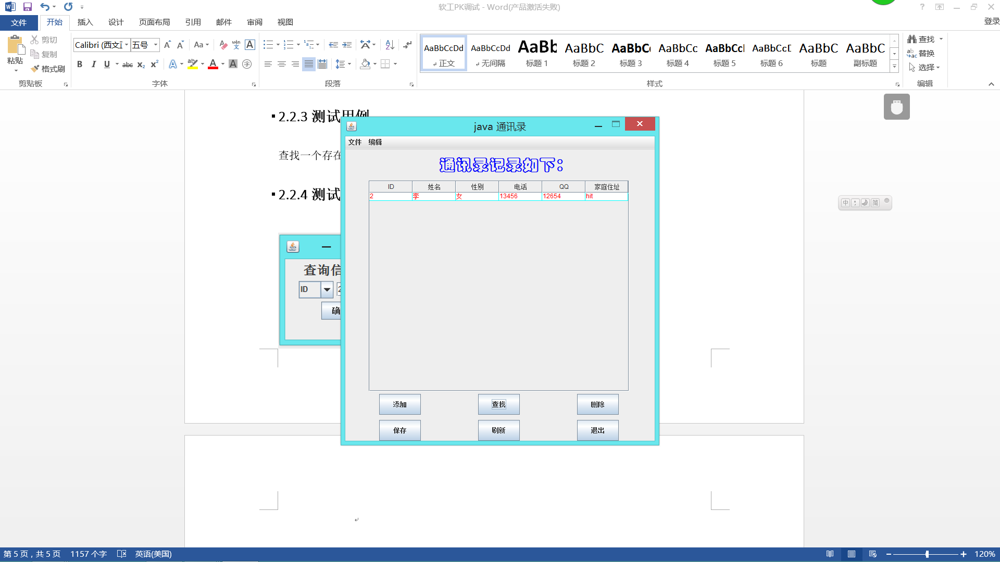 软工PK调试 - Word(产品激活失败)
文件 开始 插入 设计 页面布局 引用 邮件 审阅 视图 登录
粘贴 剪切 复制 格式刷
Calibri (西文正 五号
AaBbCcDd AaBbCcDd AaBb AaBbC AaBbC AaBbCc AaBbCcl AaBbCcD AaBbC AaBbC
正文 无间隔 标题 1 标题 2 标题 3 标题 4 标题 5 标题 6 标题 副标题
查找
替换
选择
剪贴板 字体 段落 样式 编辑
2.2.3 测试用例
查找一个存在
2.2.4 测试
查询信
ID 2
确
java 通讯录
文件 编辑
通讯录记录如下:
ID 姓名 性别 电话 QQ 家庭住址
2 李 女 13456 12654 hit
添加 查找 删除
保存 刷新 退出
中 ; 简
第 5 页，共 5 页 1157 个字 英语(美国) 120%